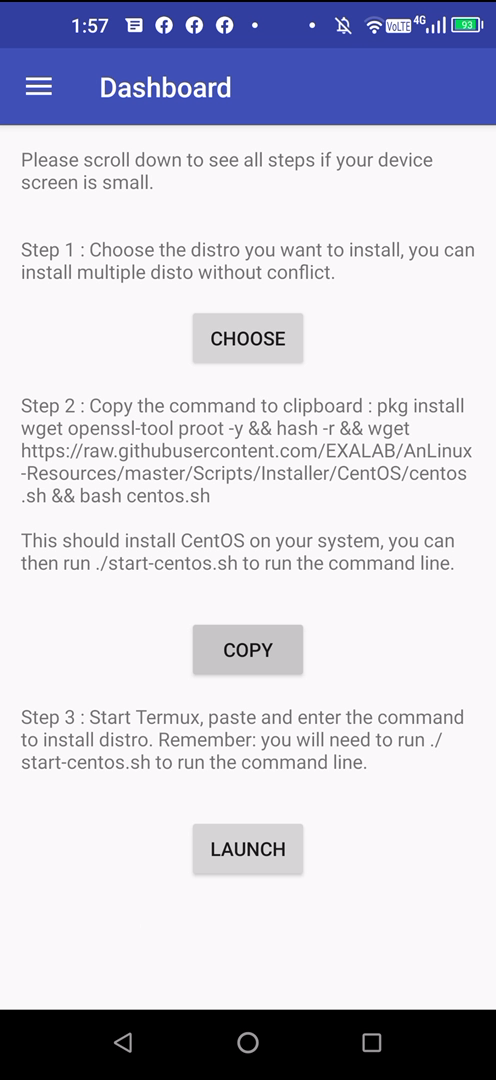 1:57
VoLTE
4G
93
Dashboard
Please scroll down to see all steps if your device
screen is small.
Step 1 : Choose the distro you want to install, you can
install multiple disto without conflict.
CHOOSE
Step 2 : Copy the command to clipboard : pkg install
wget openssl-tool proot -y && hash -r && wget
https://raw.githubusercontent.com/EXALAB/AnLinux
-Resources/master/Scripts/Installer/CentOS/centos
.sh && bash centos.sh
This should install CentOS on your system, you can
then run ./start-centos.sh to run the command line.
COPY
Step 3 : Start Termux, paste and enter the command
to install distro. Remember: you will need to run ./
start-centos.sh to run the command line.
LAUNCH